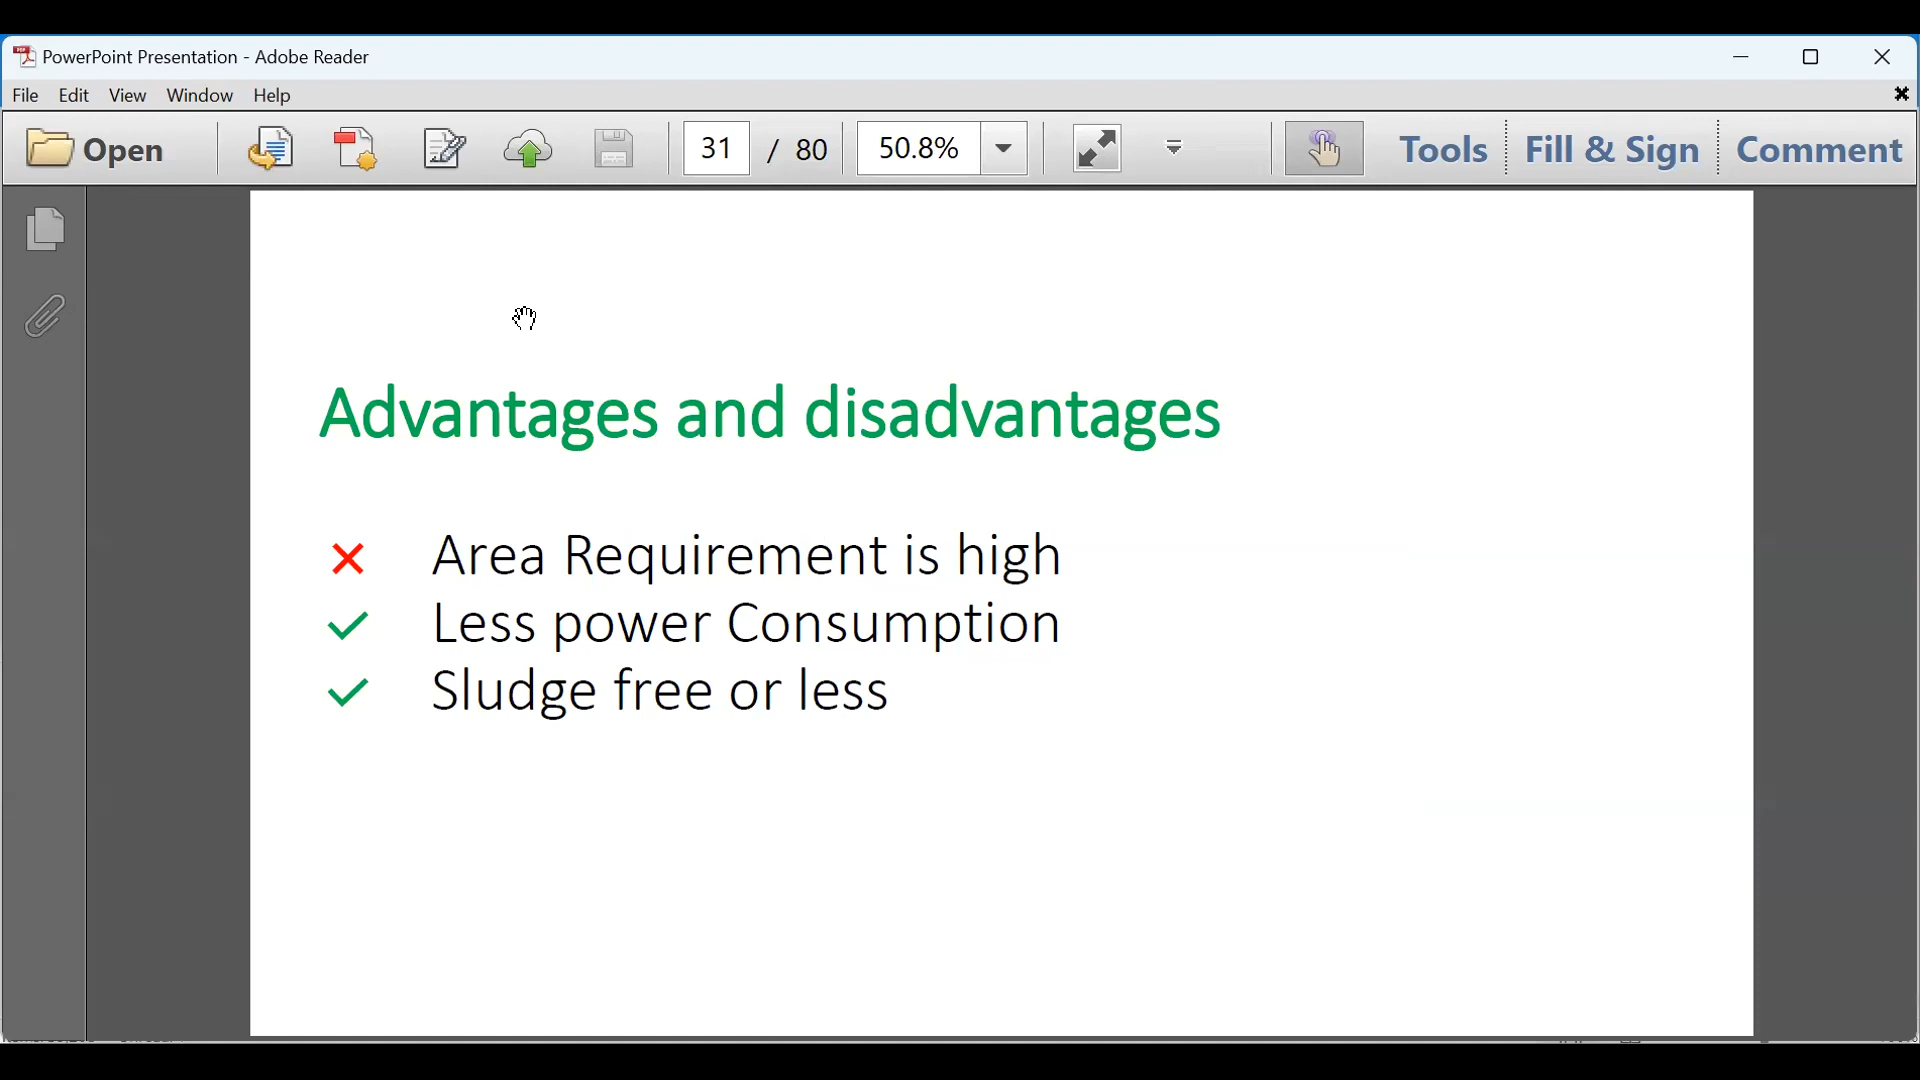 PowerPoint Presentation - Adobe Reader
File Edit View Window Help
Open 31 / 80 50.8% Tools Fill & Sign Comment
Advantages and disadvantages
Area Requirement is high
Less power Consumption
Sludge free or less